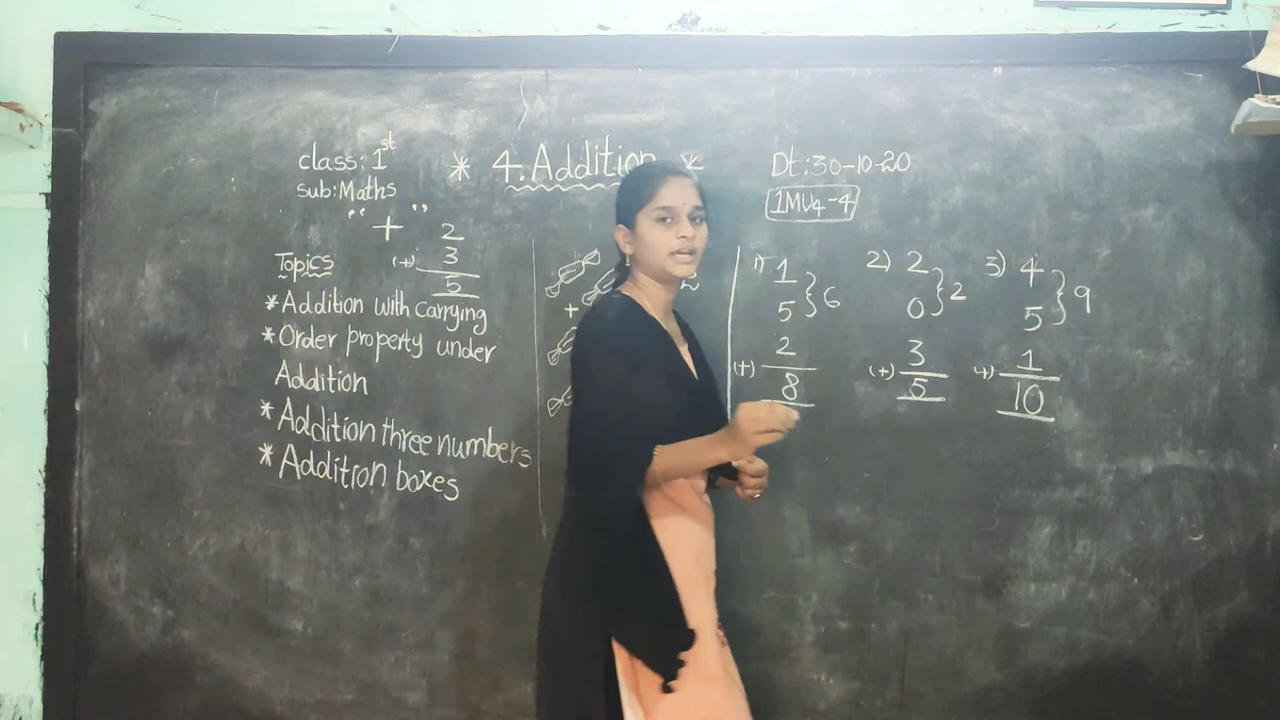 class: 1st
sub: Maths
* 4. Addition *
Dt: 30-10-20
1MV4-4
" + "
2
(+) 3
5
Topics
* Addition with carrying
* Order property under
Addition
* Addition three numbers
* Addition boxes
+
1) 1
5 } 6
2
(+)
8
2) 2
0 } 2
3
(+)
5
3) 4
5 } 9
1
(+)
10